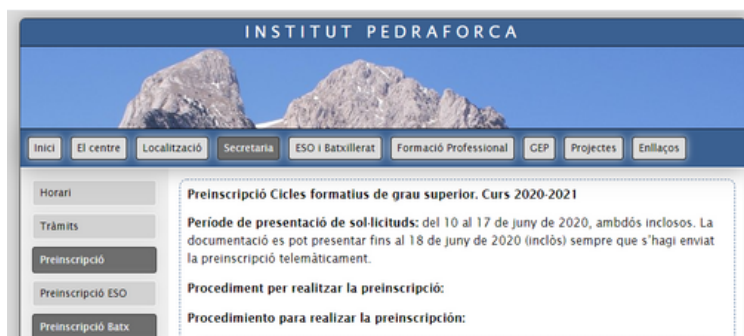 INSTITUT PEDRAFORCA
Inici El centre Localització Secretaria ESO i Batxillerat Formació Professional GEP Projectes Enllaços
Horari
Tràmits
Preinscripció
Preinscripció ESO
Preinscripció Batx
Preinscripció Cicles formatius de grau superior. Curs 2020-2021
Període de presentació de sol·licituds: del 10 al 17 de juny de 2020, ambdós inclosos. La
documentació es pot presentar fins al 18 de juny de 2020 (inclòs) sempre que s'hagi enviat
la preinscripció telemàticament.
Procediment per realitzar la preinscripció:
Procedimiento para realizar la preinscripción: